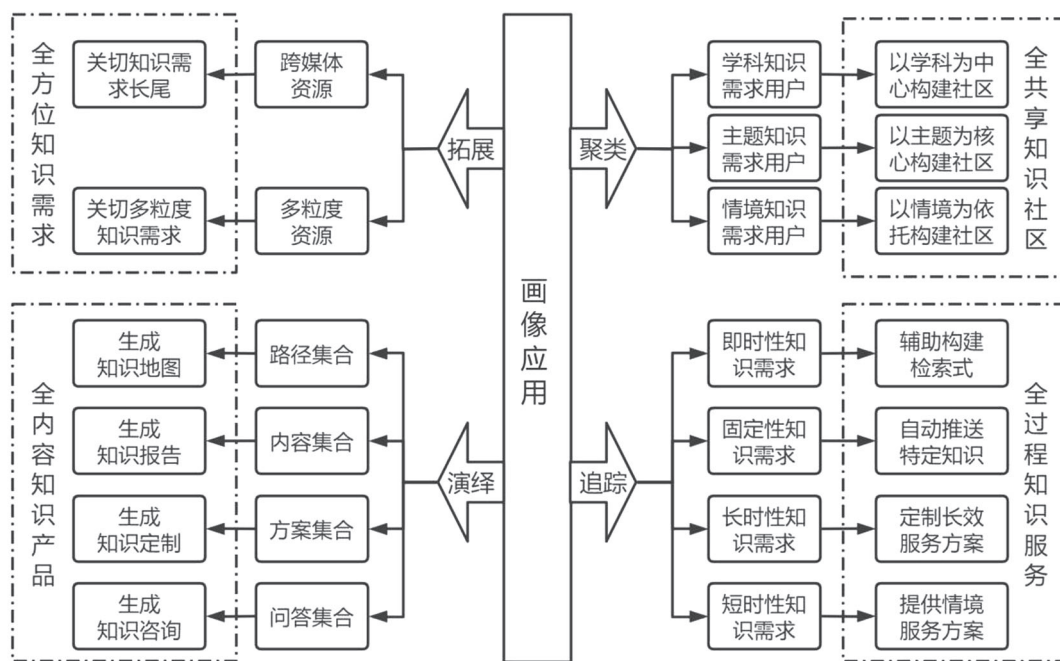 全方位知识需求
关切知识需
求长尾
跨媒体
资源
关切多粒度
知识需求
多粒度
资源
拓展
画像应用
聚类
学科知识
需求用户
以学科为中
心构建社区
主题知识
需求用户
以主题为核
心构建社区
情境知识
需求用户
以情境为依
托构建社区
全共享知识社区
全内容知识产品
生成
知识地图
路径集合
生成
知识报告
内容集合
生成
知识定制
方案集合
生成
知识咨询
问答集合
演绎
追踪
即时性知
识需求
辅助构建
检索式
固定性知
识需求
自动推送
特定知识
长时性知
识需求
定制长效
服务方案
短时性知
识需求
提供情境
服务方案
全过程知识服务